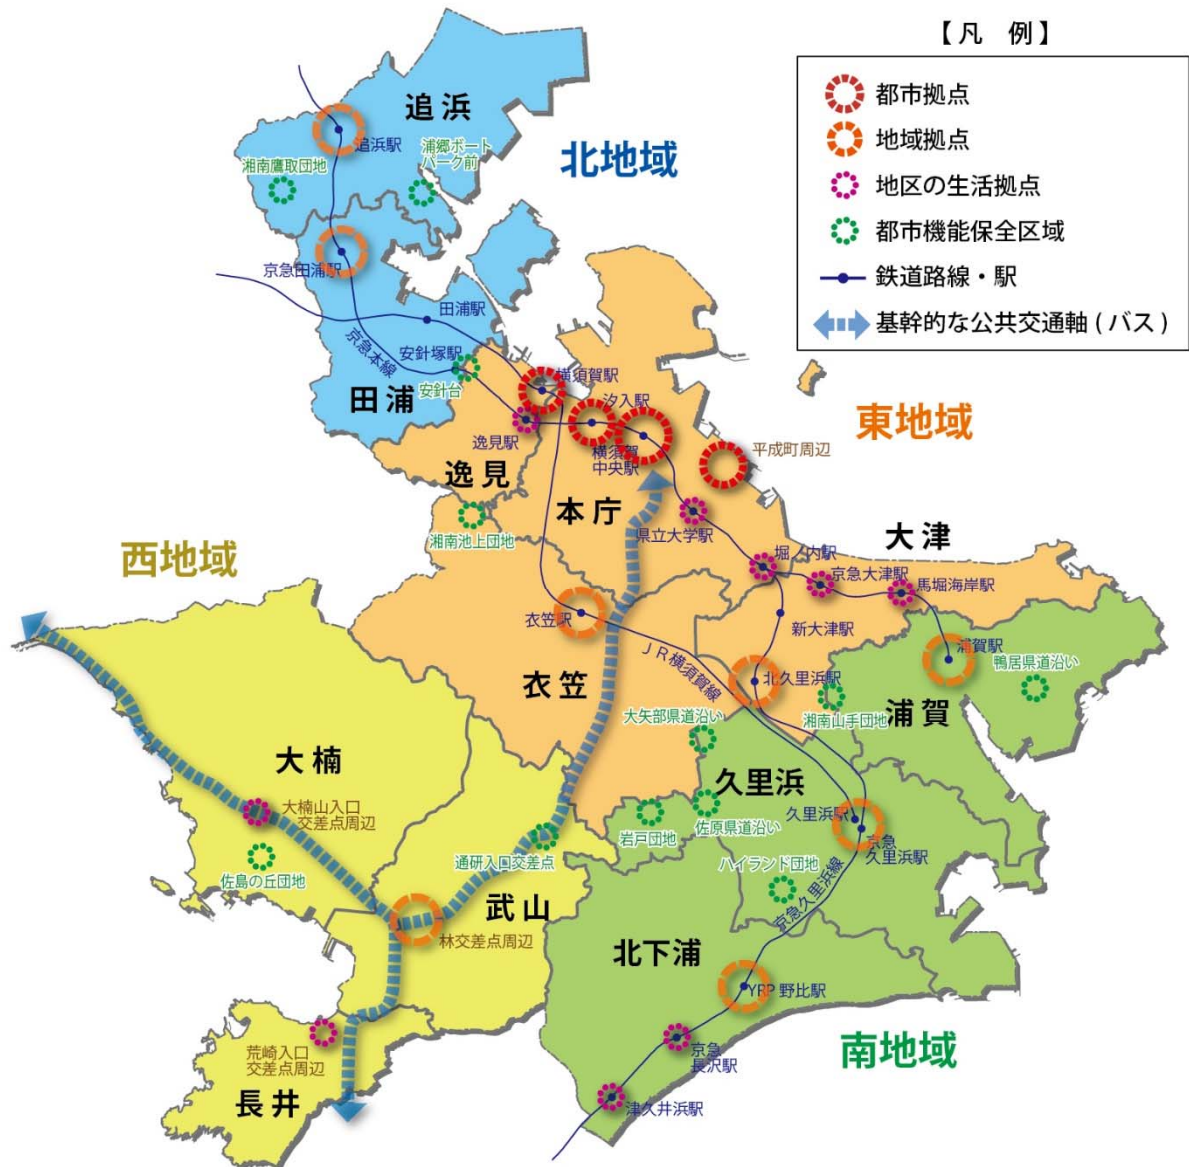 【凡 例】
都市拠点
地域拠点
地区の生活拠点
都市機能保全区域
鉄道路線・駅
基幹的な公共交通軸(バス)
追浜
北地域
追浜駅
湘南鷹取団地
浦郷ボート
パーク前
京急田浦駅
田浦駅
京急本線
安針塚駅
安針台
田浦
横須賀駅
汐入駅
東地域
逸見駅
横須賀
中央駅
平成町周辺
逸見
本庁
湘南池上団地
県立大学駅
大津
西地域
堀ノ内駅
京急大津駅
馬堀海岸駅
衣笠駅
新大津駅
JR横須賀線
浦賀駅
鴨居県道沿い
北久里浜駅
衣笠
大矢部県道沿い
湘南山手団地
浦賀
大楠
久里浜
大楠山入口
交差点周辺
久里浜駅
佐原県道沿い
岩戸団地
京急
久里浜駅
通研入口交差点
ハイランド団地
佐島の丘団地
京急久里浜線
武山
林交差点周辺
北下浦
YRP野比駅
荒崎入口
交差点周辺
京急
長沢駅
南地域
長井
津久井浜駅